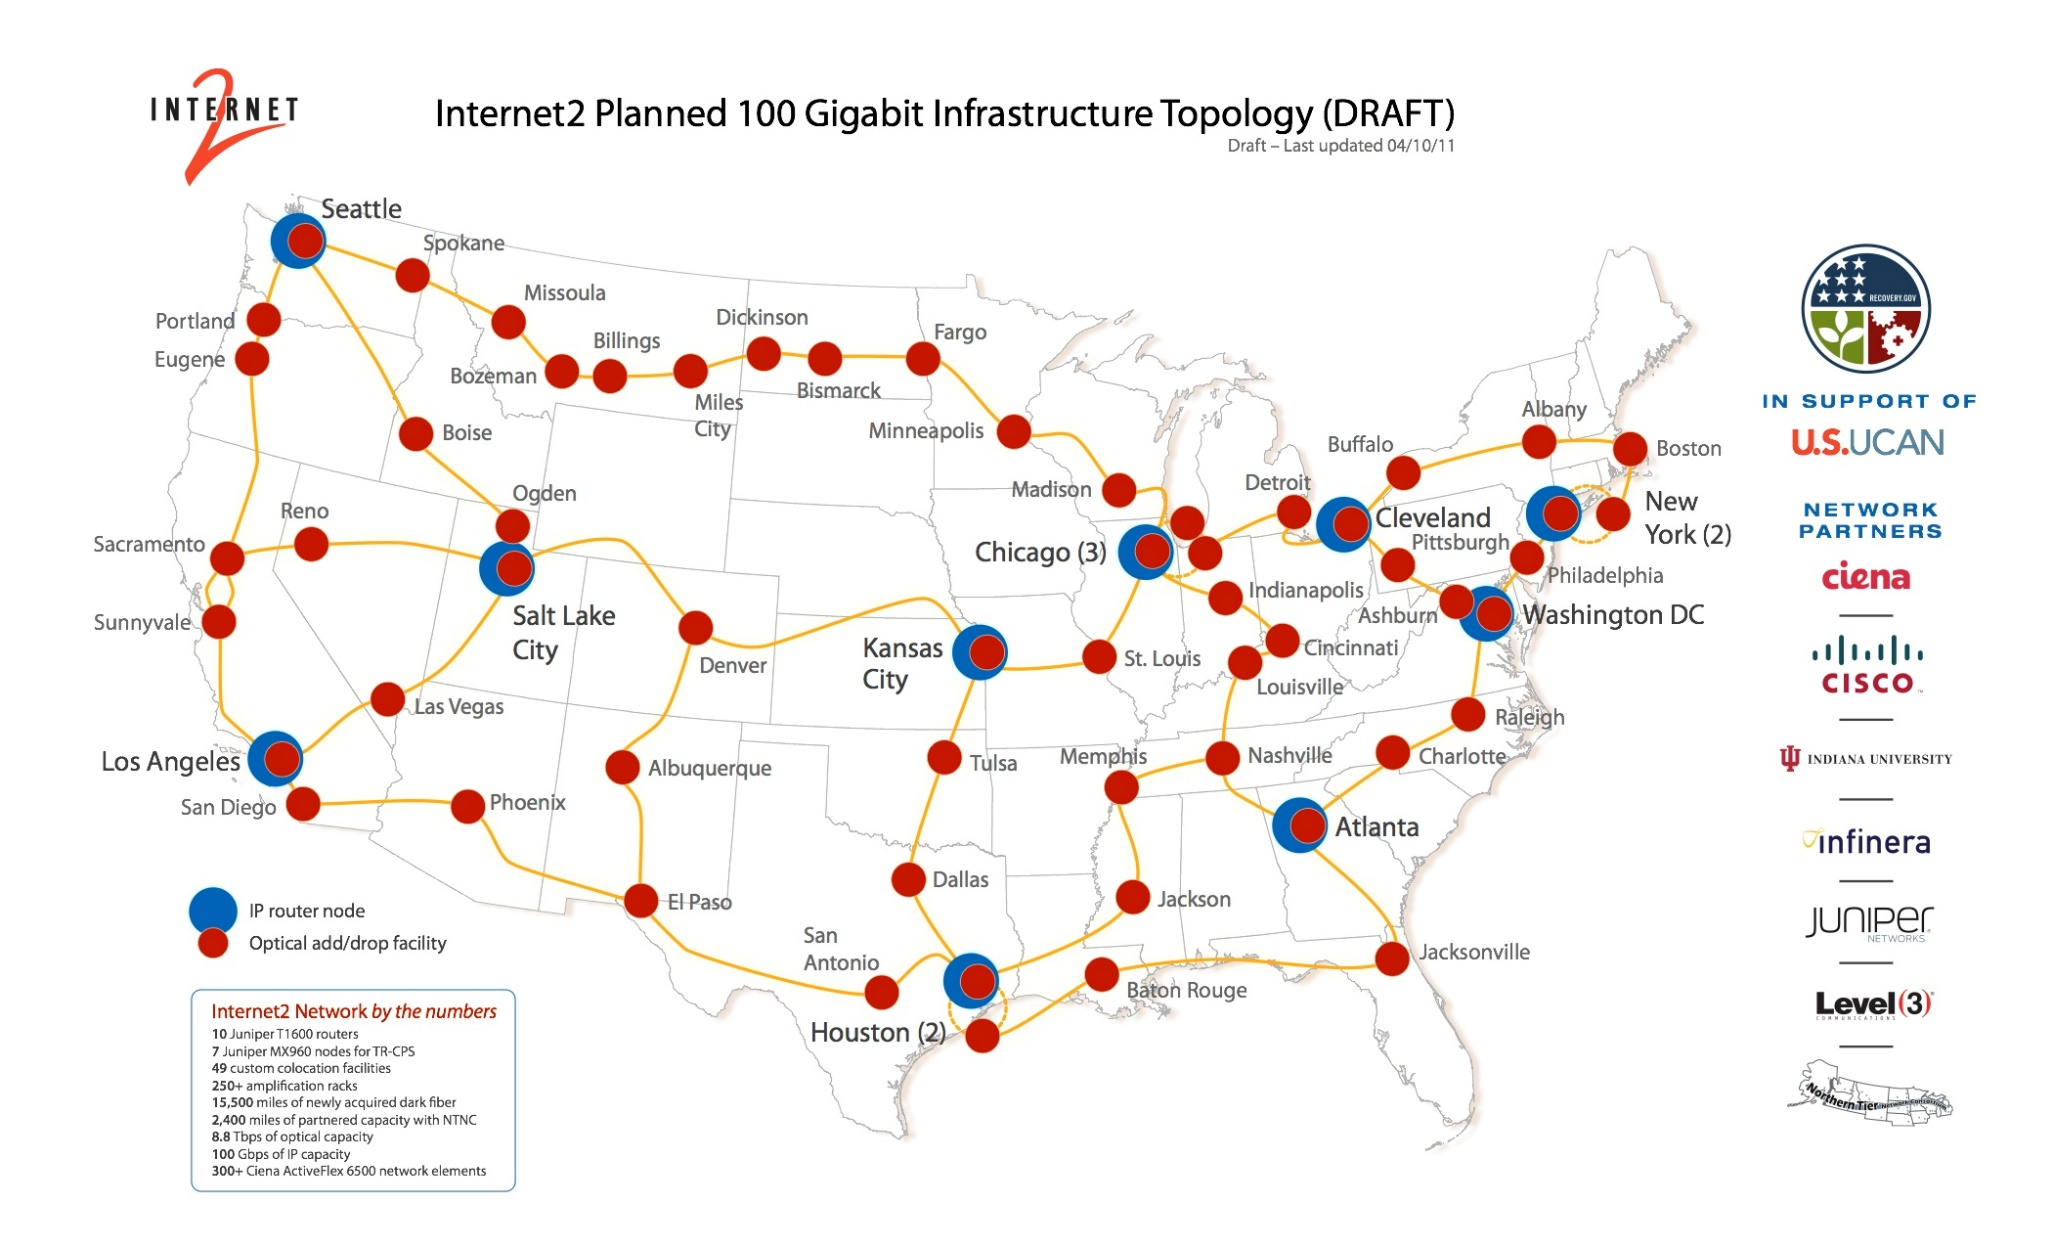 INTERNET
2
Internet2 Planned 100 Gigabit Infrastructure Topology (DRAFT)
Draft – Last updated 04/10/11
Seattle
Spokane
Missoula
Portland
Eugene
Bozeman
Billings
Miles
City
Dickinson
Bismarck
Fargo
Minneapolis
Madison
Boise
Ogden
Reno
Sacramento
Sunnyvale
Salt Lake
City
Denver
Las Vegas
Los Angeles
San Diego
Phoenix
Albuquerque
El Paso
Kansas
City
Tulsa
Dallas
San
Antonio
Houston (2)
Baton Rouge
Jackson
Memphis
Nashville
Louisville
Cincinnati
Indianapolis
St. Louis
Chicago (3)
Detroit
Cleveland
Buffalo
Albany
Boston
New
York (2)
Pittsburgh
Philadelphia
Ashburn
Washington DC
Raleigh
Charlotte
Atlanta
Jacksonville
IP router node
Optical add/drop facility
Internet2 Network by the numbers
10 Juniper T1600 routers
7 Juniper MX960 nodes for TR-CPS
49 custom colocation facilities
250+ amplification racks
15,500 miles of newly acquired dark fiber
2,400 miles of partnered capacity with NTNC
8.8 Tbps of optical capacity
100 Gbps of IP capacity
300+ Ciena ActiveFlex 6500 network elements
RECOVERY.GOV
IN SUPPORT OF
U.S.UCAN
NETWORK
PARTNERS
ciena
CISCO
INDIANA UNIVERSITY
infinera
JUNIPER
NETWORKS
Level(3)
COMMUNICATIONS
Northern Tier Network Consortium